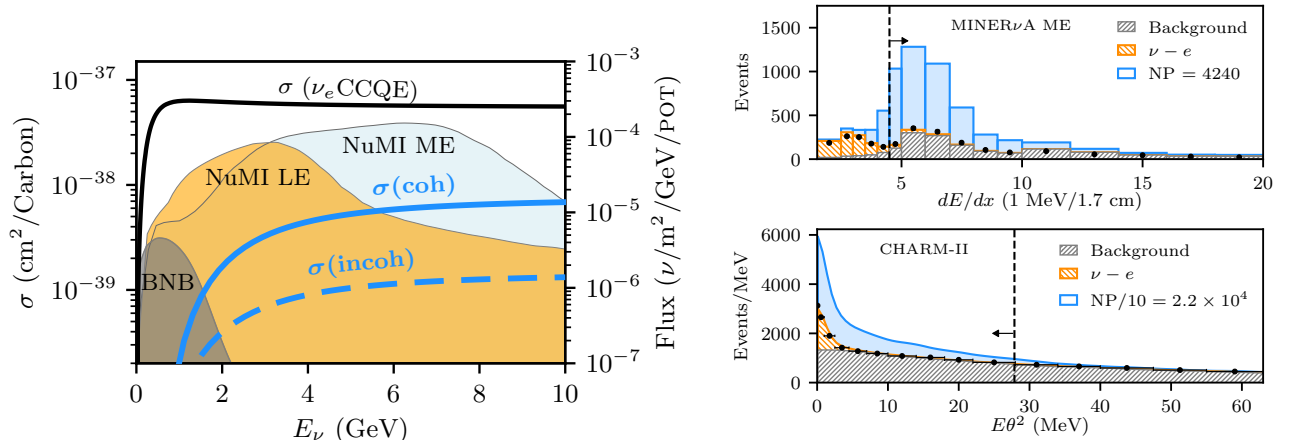 σ (cm²/Carbon)
10⁻³⁷
10⁻³⁸
10⁻³⁹
σ (νₑCCQE)
NuMI ME
NuMI LE
σ(coh)
BNB
σ(incoh)
0 2 4 6 8 10
E_ν (GeV)
10⁻³
10⁻⁴
10⁻⁵
10⁻⁶
10⁻⁷
Flux (ν/m²/GeV/POT)
MINERνA ME
Background
ν − e
NP = 4240
Events
1500
1000
500
0
5 10 15 20
dE/dx (1 MeV/1.7 cm)
CHARM-II
Background
ν − e
NP/10 = 2.2 × 10⁴
Events/MeV
6000
4000
2000
0
0 10 20 30 40 50 60
Eθ² (MeV)